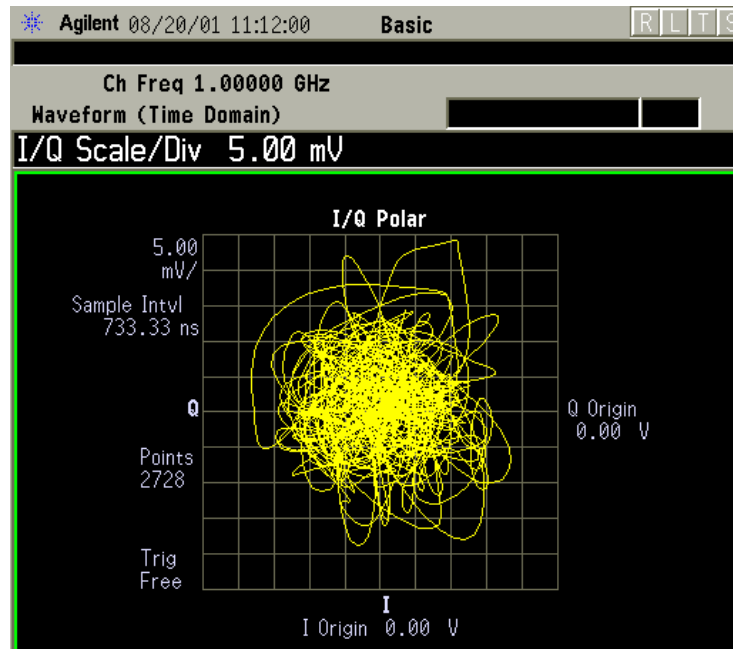 Agilent 08/20/01 11:12:00 Basic R L T S
Ch Freq 1.00000 GHz
Waveform (Time Domain)
I/Q Scale/Div 5.00 mV
I/Q Polar
5.00
mV/
Sample Intvl
733.33 ns
Q
Q Origin
0.00 V
Points
2728
Trig
Free
I
I Origin 0.00 V